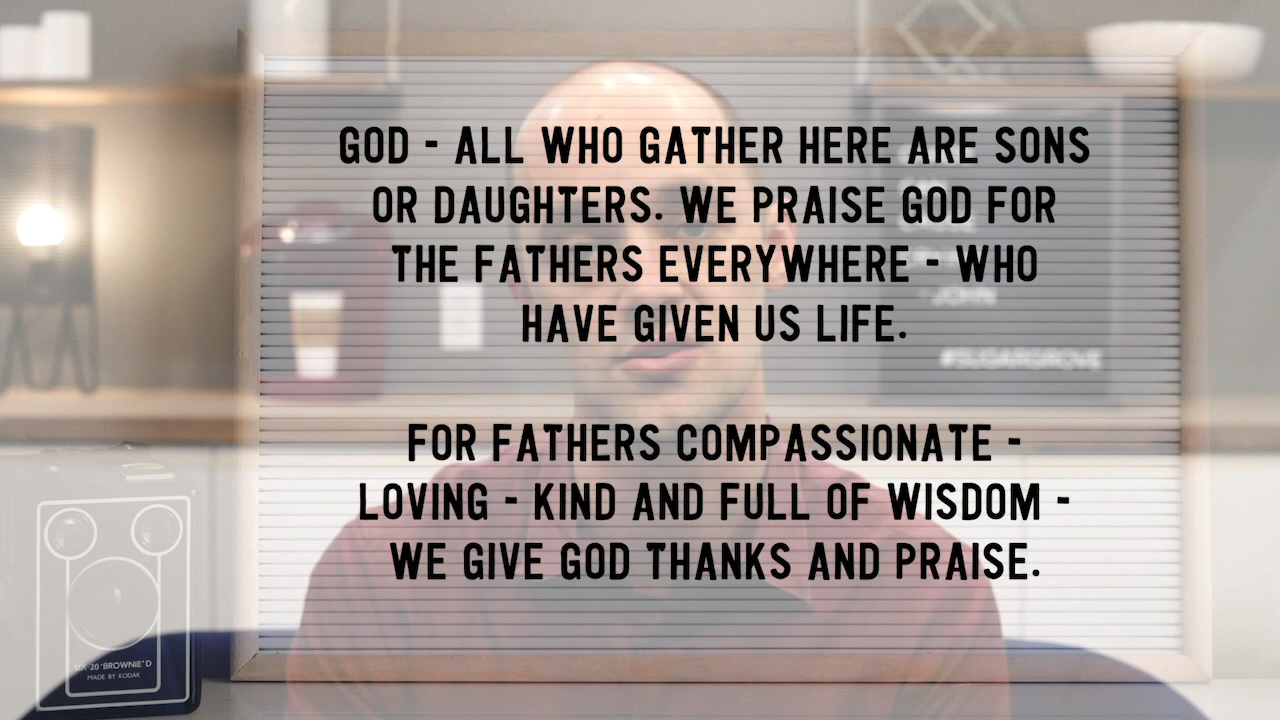 GOD - ALL WHO GATHER HERE ARE SONS
OR DAUGHTERS. WE PRAISE GOD FOR
THE FATHERS EVERYWHERE - WHO
HAVE GIVEN US LIFE.
FOR FATHERS COMPASSIONATE -
LOVING - KIND AND FULL OF WISDOM -
WE GIVE GOD THANKS AND PRAISE.
- JOHN
#SUGARGROVE
'BROWNIE' D
MADE BY KODAK